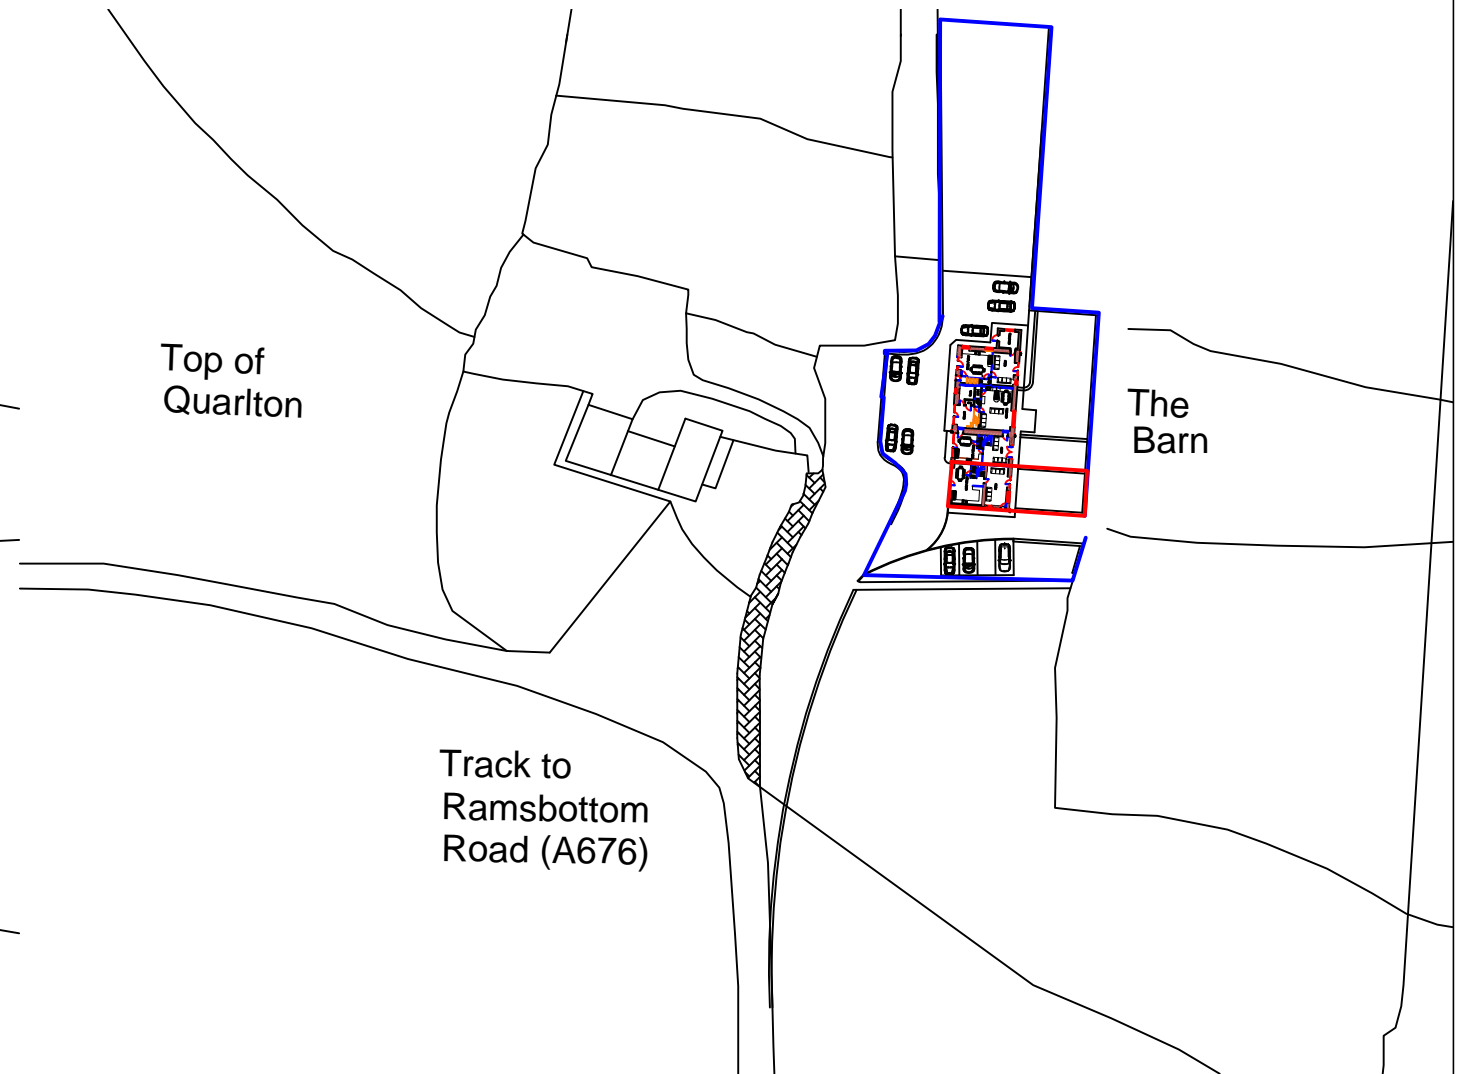 Top of
Quarlton
The
Barn
Track to
Ramsbottom
Road (A676)